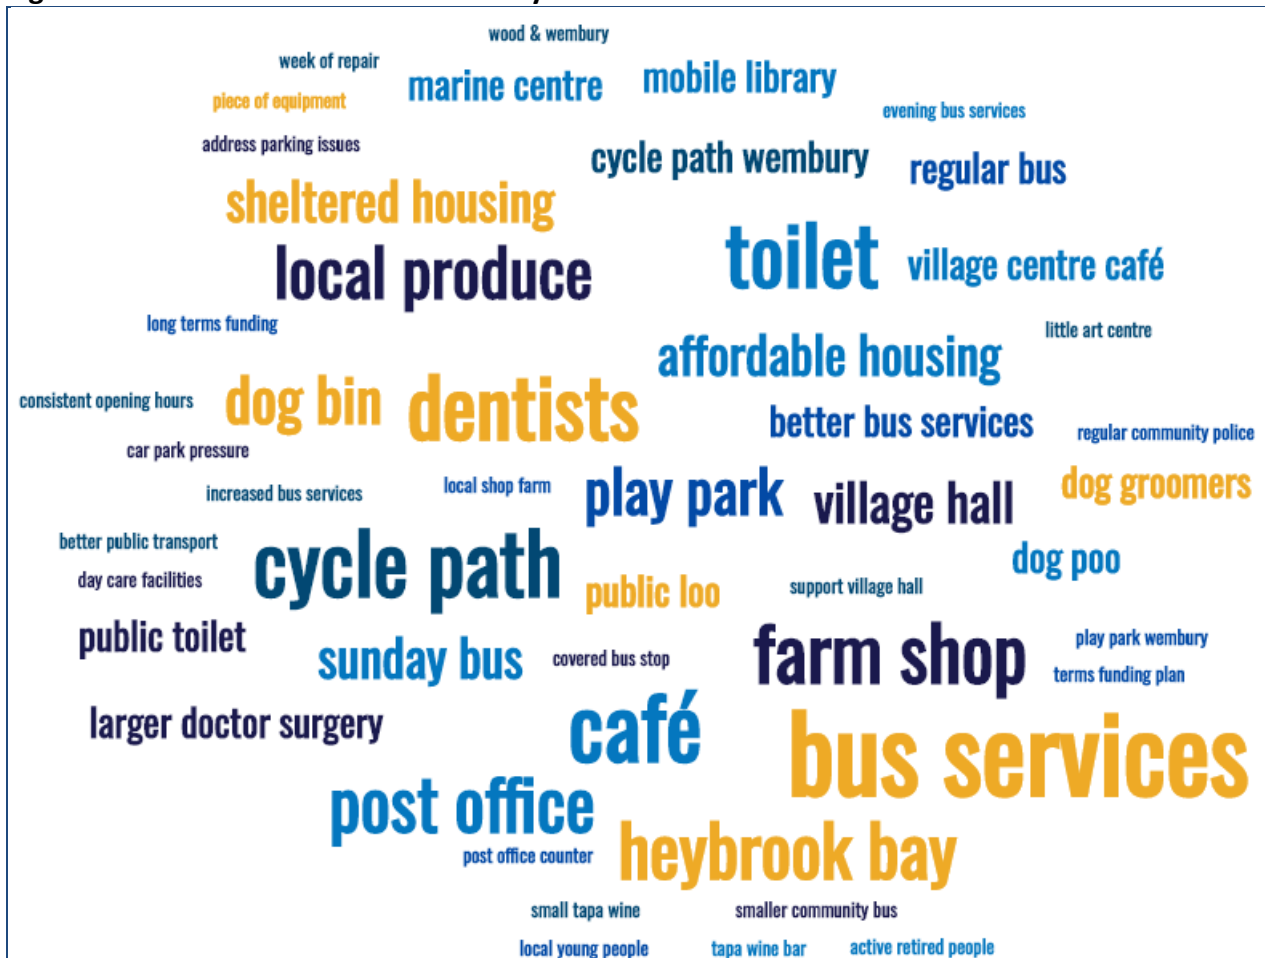 wood & wembury
week of repair
marine centre
mobile library
piece of equipment
evening bus services
address parking issues
cycle path wembury
regular bus
sheltered housing
local produce
toilet
village centre café
long terms funding
little art centre
affordable housing
consistent opening hours
dog bin
dentists
better bus services
regular community police
car park pressure
increased bus services
local shop farm
play park
village hall
dog groomers
better public transport
cycle path
dog poo
day care facilities
public loo
support village hall
public toilet
sunday bus
covered bus stop
farm shop
play park wembury
terms funding plan
larger doctor surgery
café
bus services
post office
post office counter
heybrook bay
small tapa wine
smaller community bus
local young people
tapa wine bar
active retired people